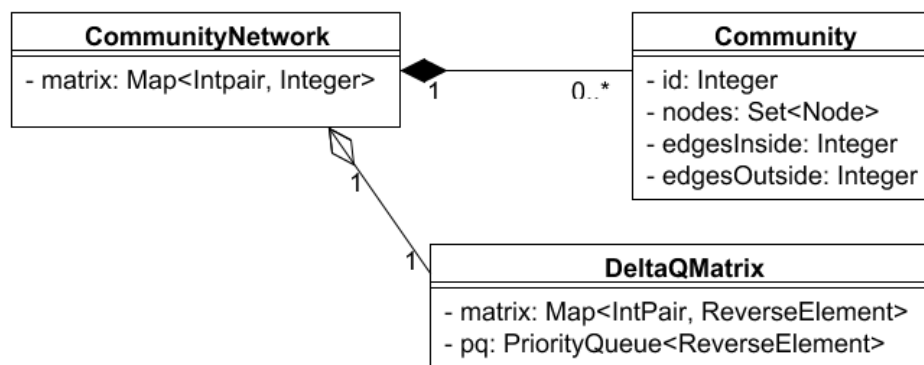 CommunityNetwork
- matrix: Map<Intpair, Integer>
1
0..*
Community
- id: Integer
- nodes: Set<Node>
- edgesInside: Integer
- edgesOutside: Integer
1
1
DeltaQMatrix
- matrix: Map<IntPair, ReverseElement>
- pq: PriorityQueue<ReverseElement>